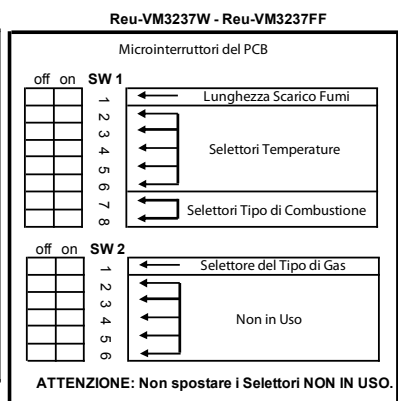 Reu-VM3237W - Reu-VM3237FF
Microinterruttori del PCB
off on SW 1
1 Lunghezza Scarico Fumi
2
3
4 Selettori Temperature
5
6
7 Selettori Tipo di Combustione
8
off on SW 2
1 Selettore del Tipo di Gas
2
3
4 Non in Uso
5
6
ATTENZIONE: Non spostare i Selettori NON IN USO.